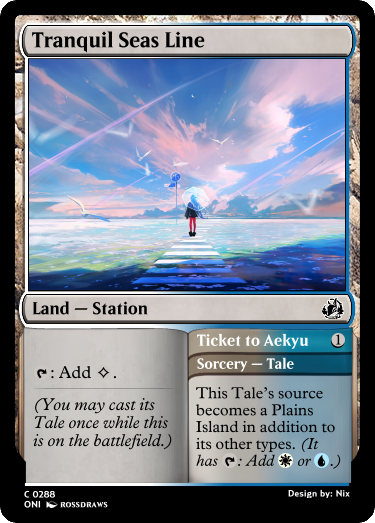 Tranquil Seas Line
Land — Station
: Add .
(You may cast its
Tale once while this
is on the battlefield.)
Ticket to Aekyu 1
Sorcery — Tale
This Tale's source
becomes a Plains
Island in addition to
its other types. (It
has : Add or .)
C 0288
ONI ROSSDRAWS
Design by: Nix